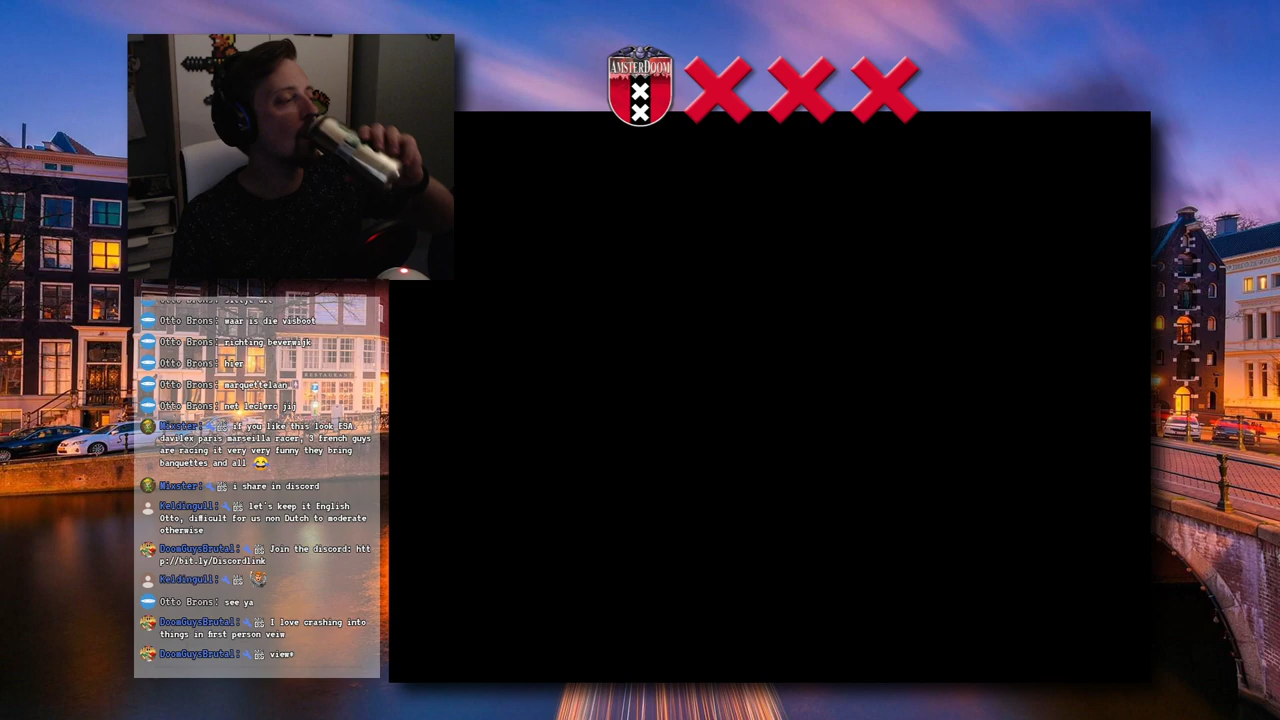 AMSTERDOOM
Otto Brons: waar is die visboot
Otto Brons: richting beverwijk
Otto Brons: hier
Otto Brons: marquettelaan
Otto Brons: net leclerc jij
Mixster: if you like this look ESA
davilex paris marseilla racer, 3 french guys
are racing it very very funny they bring
banquettes and all 😂
Mixster: i share in discord
Keldingull: let's keep it English
Otto, difficult for us non Dutch to moderate
otherwise
DoomGuysBrutal: Join the discord: htt
p://bit.ly/Discordlink
Keldingull:
Otto Brons: see ya
DoomGuysBrutal: I love crashing into
things in first person veiw
DoomGuysBrutal: view*
RESTAURANT